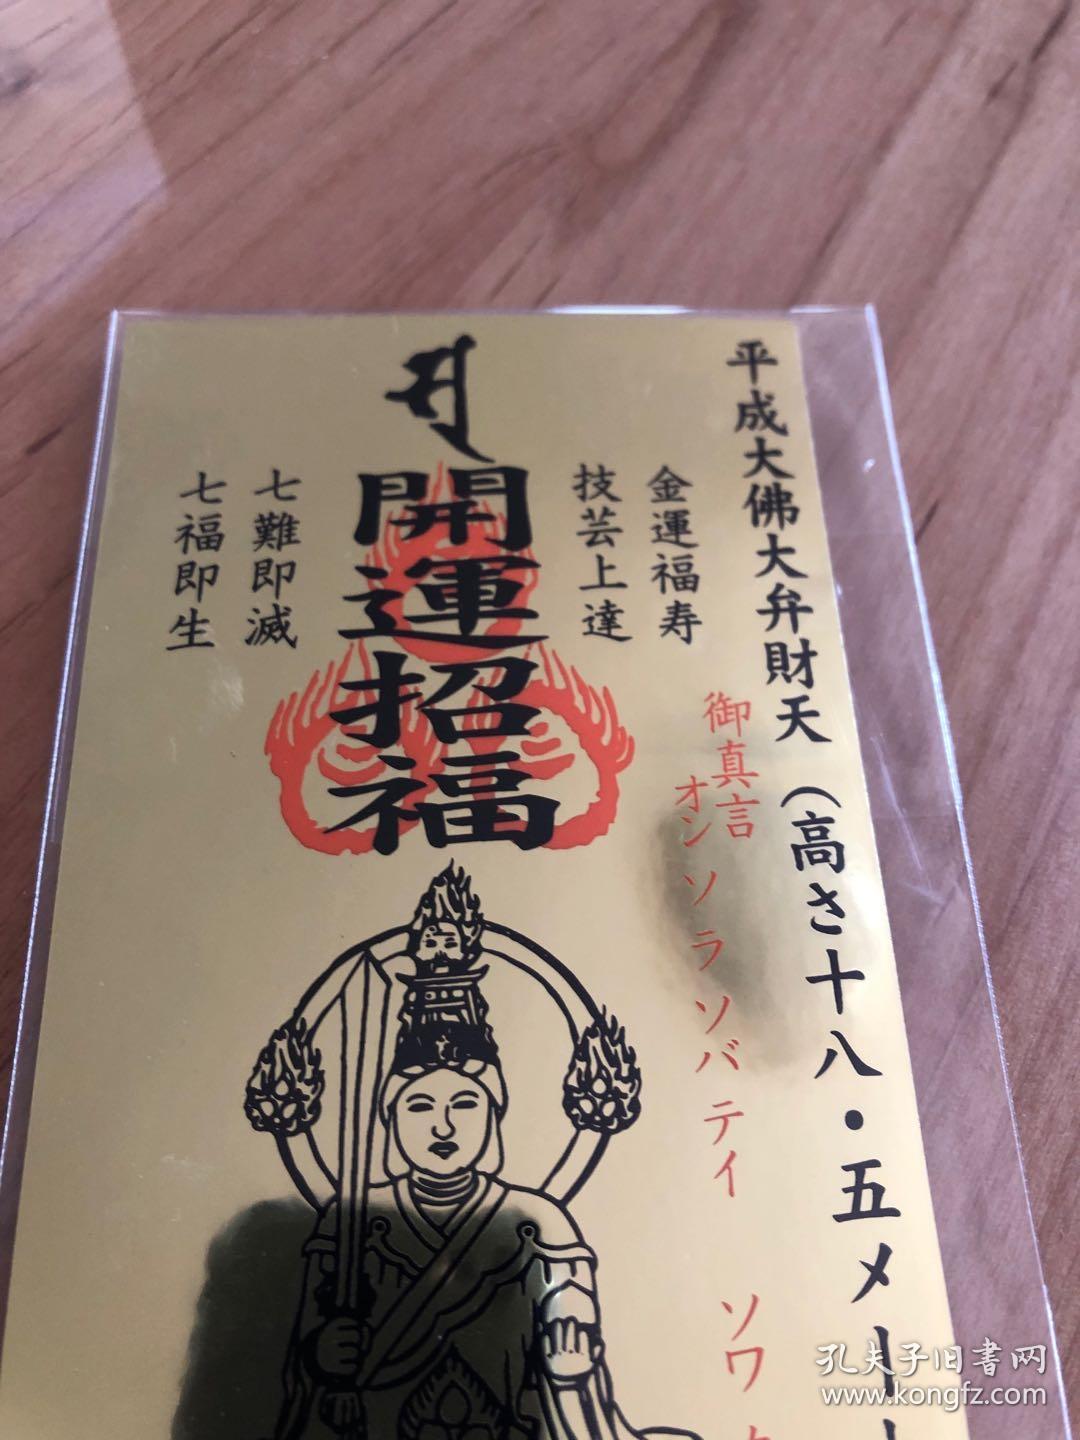 平成大佛大弁財天（高さ十八・五メー
御真言
オン ソラソバティ ソワ
金運福寿
技芸上達
開運招福
七難即滅
七福即生
孔夫子旧書网
www.kongfz.com